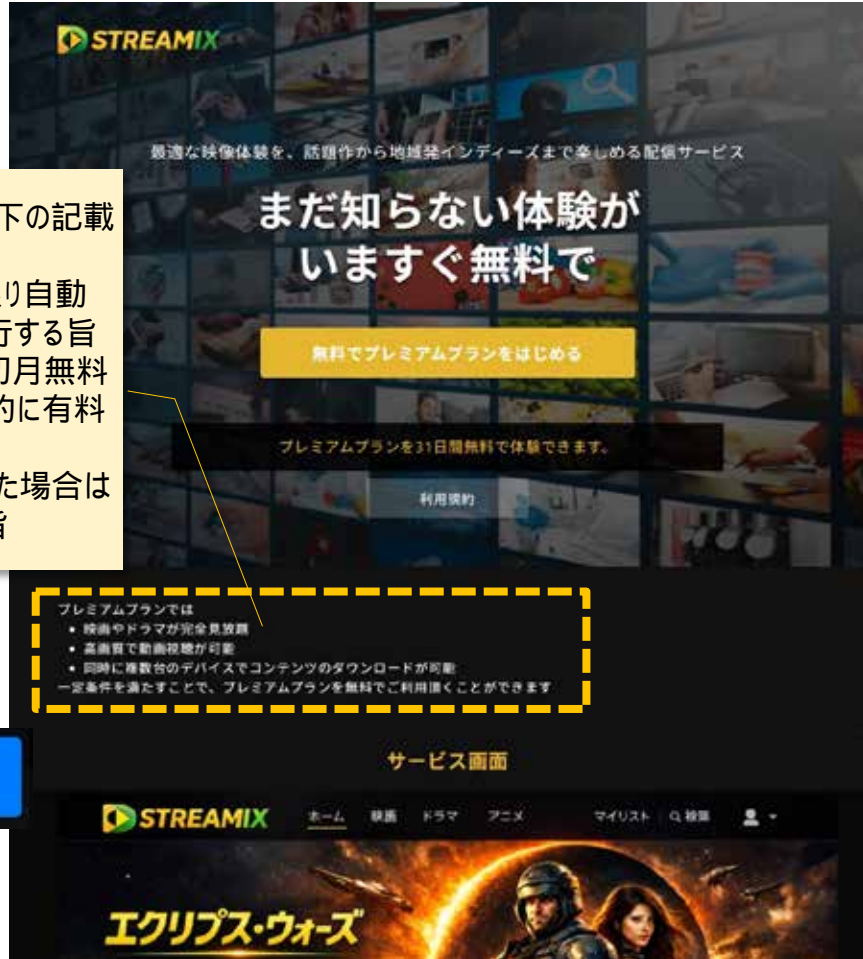 STREAMIX
最適な映像体験を、話題作から地域発インディーズまで楽しめる配信サービス
まだ知らない体験が
いますぐ無料で
無料でプレミアムプランをはじめる
プレミアムプランを31日間無料で体験できます。
利用規約
下の記載
り自動
行する旨
月無料
的に有料
た場合は
旨
プレミアムプランでは
• 映画やドラマが完全見放題
• 高画質で動画視聴が可能
• 同時に複数台のデバイスでコンテンツのダウンロードが可能
一定条件を満たすことで、プレミアムプランを無料でご利用頂くことができます
サービス画面
STREAMIX ホーム 映画 ドラマ アニメ マイリスト 検索
エクリプス・ウォーズ